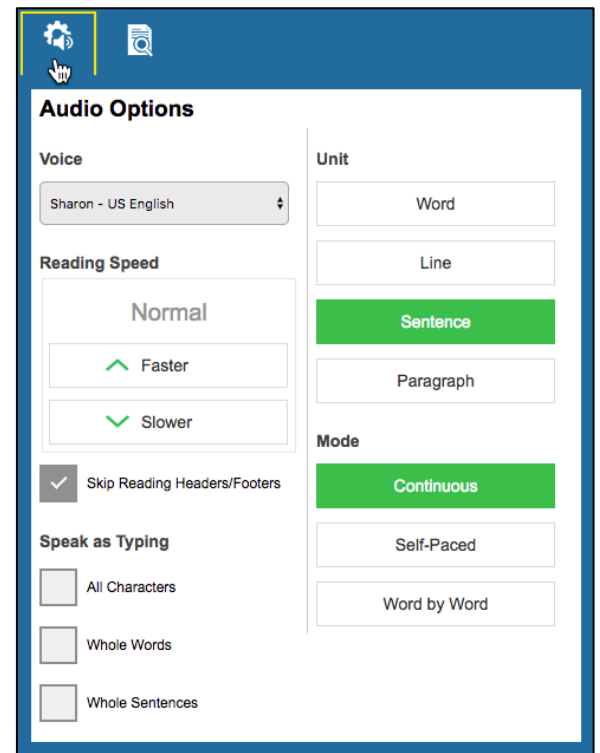 Audio Options
Voice
Sharon - US English
Reading Speed
Normal
Faster
Slower
Skip Reading Headers/Footers
Speak as Typing
All Characters
Whole Words
Whole Sentences
Unit
Word
Line
Sentence
Paragraph
Mode
Continuous
Self-Paced
Word by Word